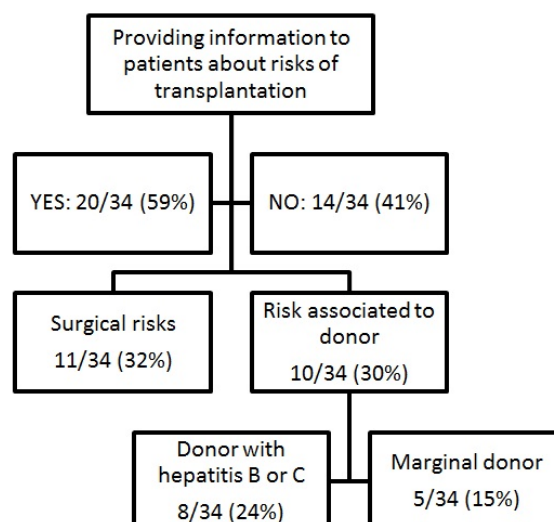 Providing information to
patients about risks of
transplantation
YES: 20/34 (59%)
NO: 14/34 (41%)
Surgical risks
11/34 (32%)
Risk associated to
donor
10/34 (30%)
Donor with
hepatitis B or C
8/34 (24%)
Marginal donor
5/34 (15%)